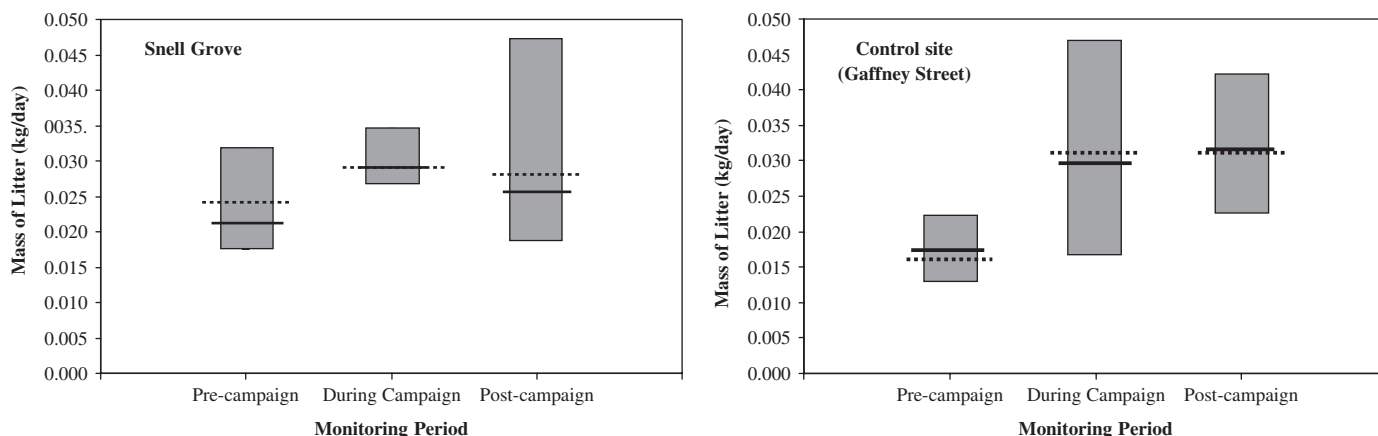 0.050
0.045
0.040
0035.
0.030
0.025
0.020
0.015
0.010
0.005
0.000
Mass of Litter (kg/day)
Snell Grove
Pre-campaign During Campaign Post-campaign
Monitoring Period
0.050
0.045
0.040
0.035
0.030
0.025
0.020
0.015
0.010
0.005
0.000
Mass of Litter (kg/day)
Control site
(Gaffney Street)
Pre-campaign During Campaign Post-campaign
Monitoring Period